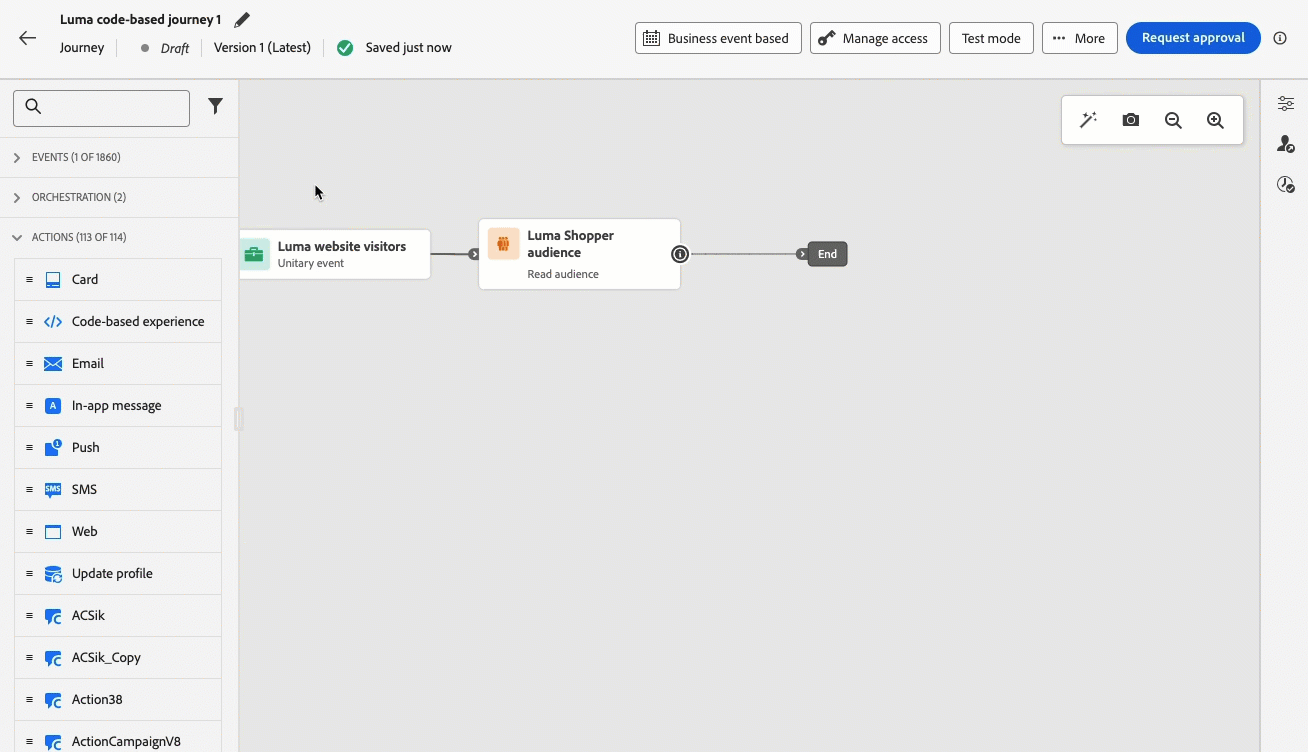 Luma code-based journey 1
Journey
Draft
Version 1 (Latest)
Saved just now
Business event based
Manage access
Test mode
More
Request approval
EVENTS (1 OF 1860)
ORCHESTRATION (2)
ACTIONS (113 OF 114)
Card
Code-based experience
Email
A
In-app message
1
Push
SMS
SMS
Web
Update profile
ACSik
ACSik_Copy
Action38
ActionCampaignV8
Luma website visitors
Unitary event
Luma Shopper
audience
Read audience
End